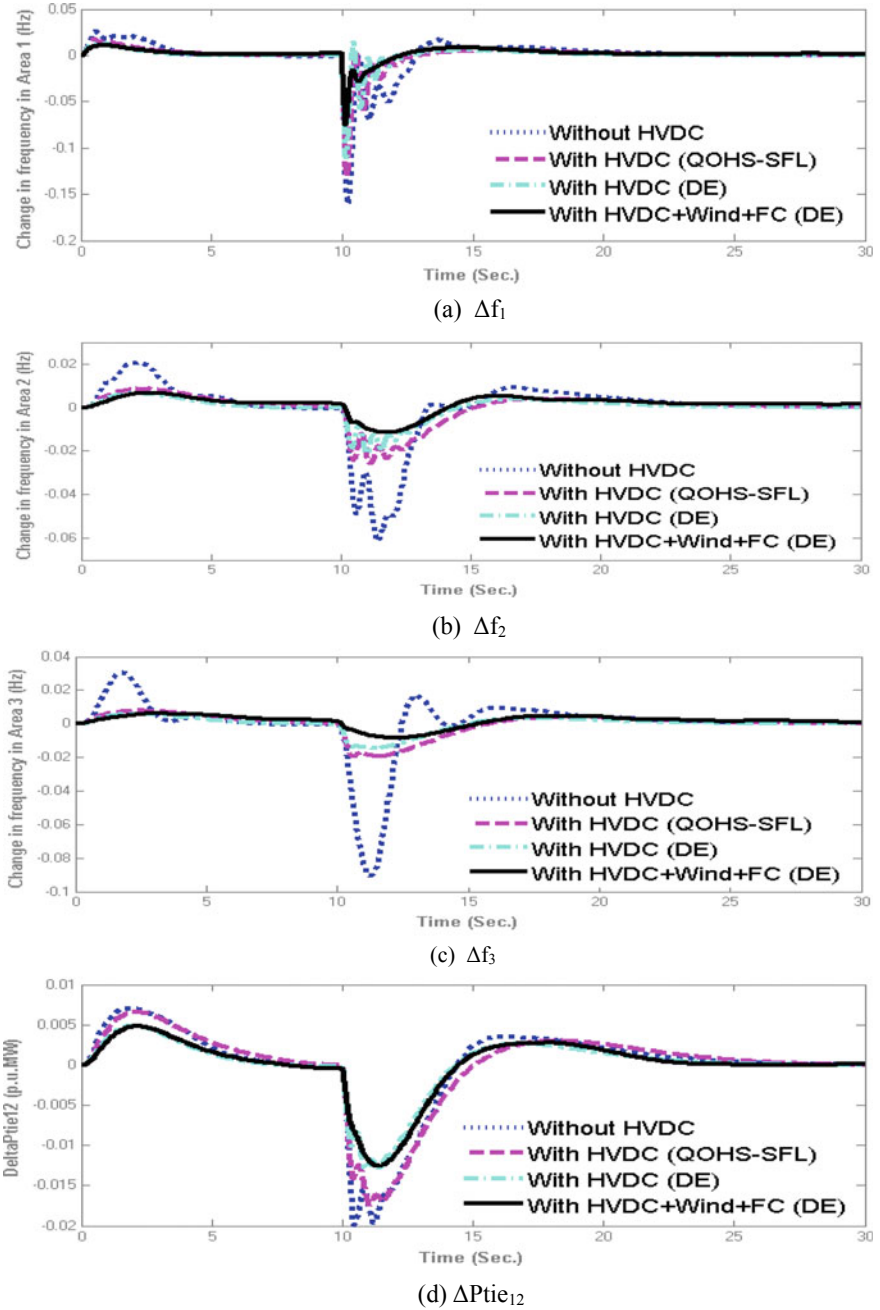 Change in frequency in Area 1 (Hz)
0.05
0
0.05
-0.1
-0.15
-0.2
0 5 10 15 20 25 30
Without HVDC
With HVDC (QOHS-SFL)
With HVDC (DE)
With HVDC+Wind+FC (DE)
Time (Sec.)
(a) Δf1
Change in frequency in Area 2 (Hz)
0.02
0
-0.02
-0.04
-0.06
0 5 10 15 20 25 30
Without HVDC
With HVDC (QOHS-SFL)
With HVDC (DE)
With HVDC+Wind+FC (DE)
Time (Sec.)
(b) Δf2
Change in frequency in Area 3 (Hz)
0.04
0.02
0
-0.02
-0.04
-0.06
-0.08
-0.1
0 5 10 15 20 25 30
Without HVDC
With HVDC (QOHS-SFL)
With HVDC (DE)
With HVDC+Wind+FC (DE)
Time (Sec.)
(c) Δf3
DeltaPtie12 (p.u.MW)
0.01
0.005
0
-0.005
-0.01
-0.015
-0.02
0 5 10 15 20 25 30
Without HVDC
With HVDC (QOHS-SFL)
With HVDC (DE)
With HVDC+Wind+FC (DE)
Time (Sec.)
(d) ΔPtie12